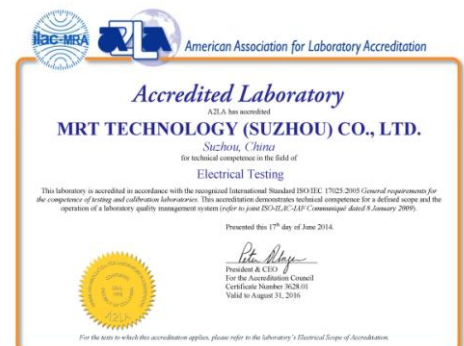 ilac-MRA
A2LA
American Association for Laboratory Accreditation
Accredited Laboratory
A2LA has accredited
MRT TECHNOLOGY (SUZHOU) CO., LTD.
Suzhou, China
for technical competence in the field of
Electrical Testing
This laboratory is accredited in accordance with the recognized International Standard ISO/IEC 17025:2005 General requirements for
the competence of testing and calibration laboratories. This accreditation demonstrates technical competence for a defined scope and the
operation of a laboratory quality management system (refer to joint ISO-ILAC-IAF Communiqué dated 8 January 2009).
Presented this 17th day of June 2014.
President & CEO
For the Accreditation Council
Certificate Number 3628.01
Valid to August 31, 2016
A2LA
For the tests to which this accreditation applies, please refer to the laboratory's Electrical Scope of Accreditation.